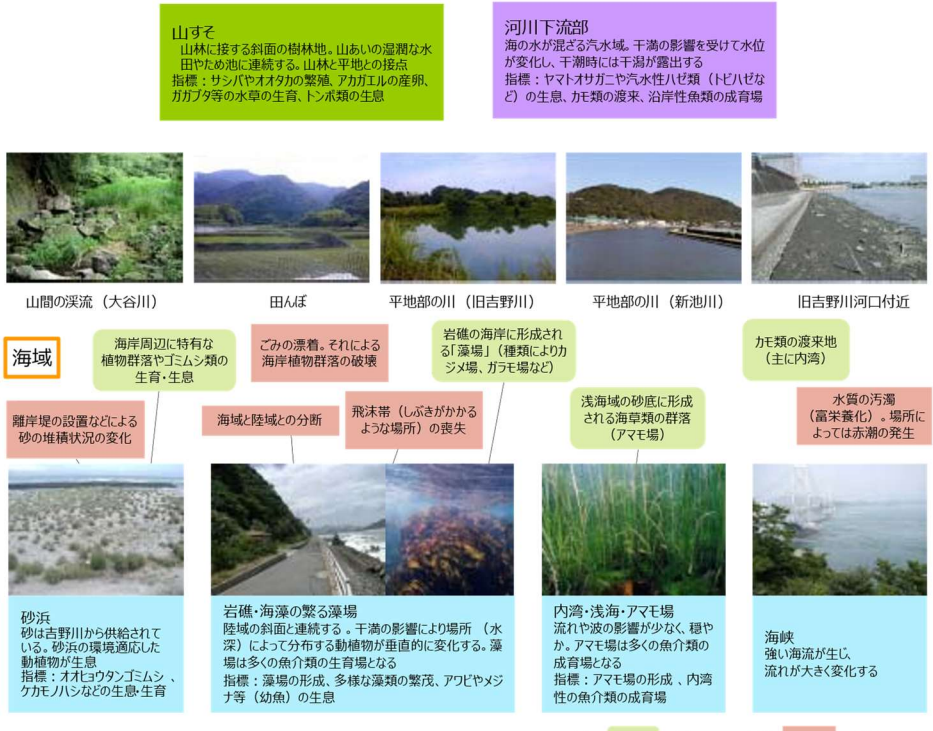 山すそ
山林に接する斜面の樹林地。山あいの湿潤な水
田やため池に連続する。山林と平地との接点
指標：サシバやオオタカの繁殖、アカガエルの産卵、
ガガブタ等の水草の生育、トンボ類の生息
河川下流部
海の水が混ざる汽水域。干満の影響を受けて水位
が変化し、干潮時には干潟が露出する
指標：ヤマトオサガニや汽水性ハゼ類（トビハゼな
ど）の生息、カモ類の渡来、沿岸性魚類の成育場
山間の渓流（大谷川）
田んぼ
平地部の川（旧吉野川）
平地部の川（新池川）
旧吉野川河口付近
海域
海岸周辺に特有な
植物群落やゴミムシ類の
生育・生息
ごみの漂着。それによる
海岸植物群落の破壊
岩礁の海岸に形成され
る「藻場」（種類によりカ
ジメ場、ガラモ場など）
カモ類の渡来地
（主に内湾）
離岸堤の設置などによる
砂の堆積状況の変化
海域と陸域との分断
飛沫帯（しぶきがかかる
ような場所）の喪失
浅海域の砂底に形成
される海草類の群落
（アマモ場）
水質の汚濁
（富栄養化）。場所に
よっては赤潮の発生
砂浜
砂は吉野川から供給されて
いる。砂浜の環境適応した
動植物が生息
指標：オオヒョウタンゴミムシ、
ケカモノハシなどの生息・生育
岩礁・海藻の繁る藻場
陸域の斜面と連続する。干満の影響により場所（水
深）によって分布する動植物が垂直的に変化する。藻
場は多くの魚介類の生育場となる
指標：藻場の形成、多様な藻類の繁茂、アワビやメジ
ナ等（幼魚）の生息
内湾・浅海・アマモ場
流れや波の影響が少なく、穏や
か。アマモ場は多くの魚介類の
成育場となる
指標：アマモ場の形成、内湾
性の魚介類の成育場
海峡
強い海流が生じ、
流れが大きく変化する